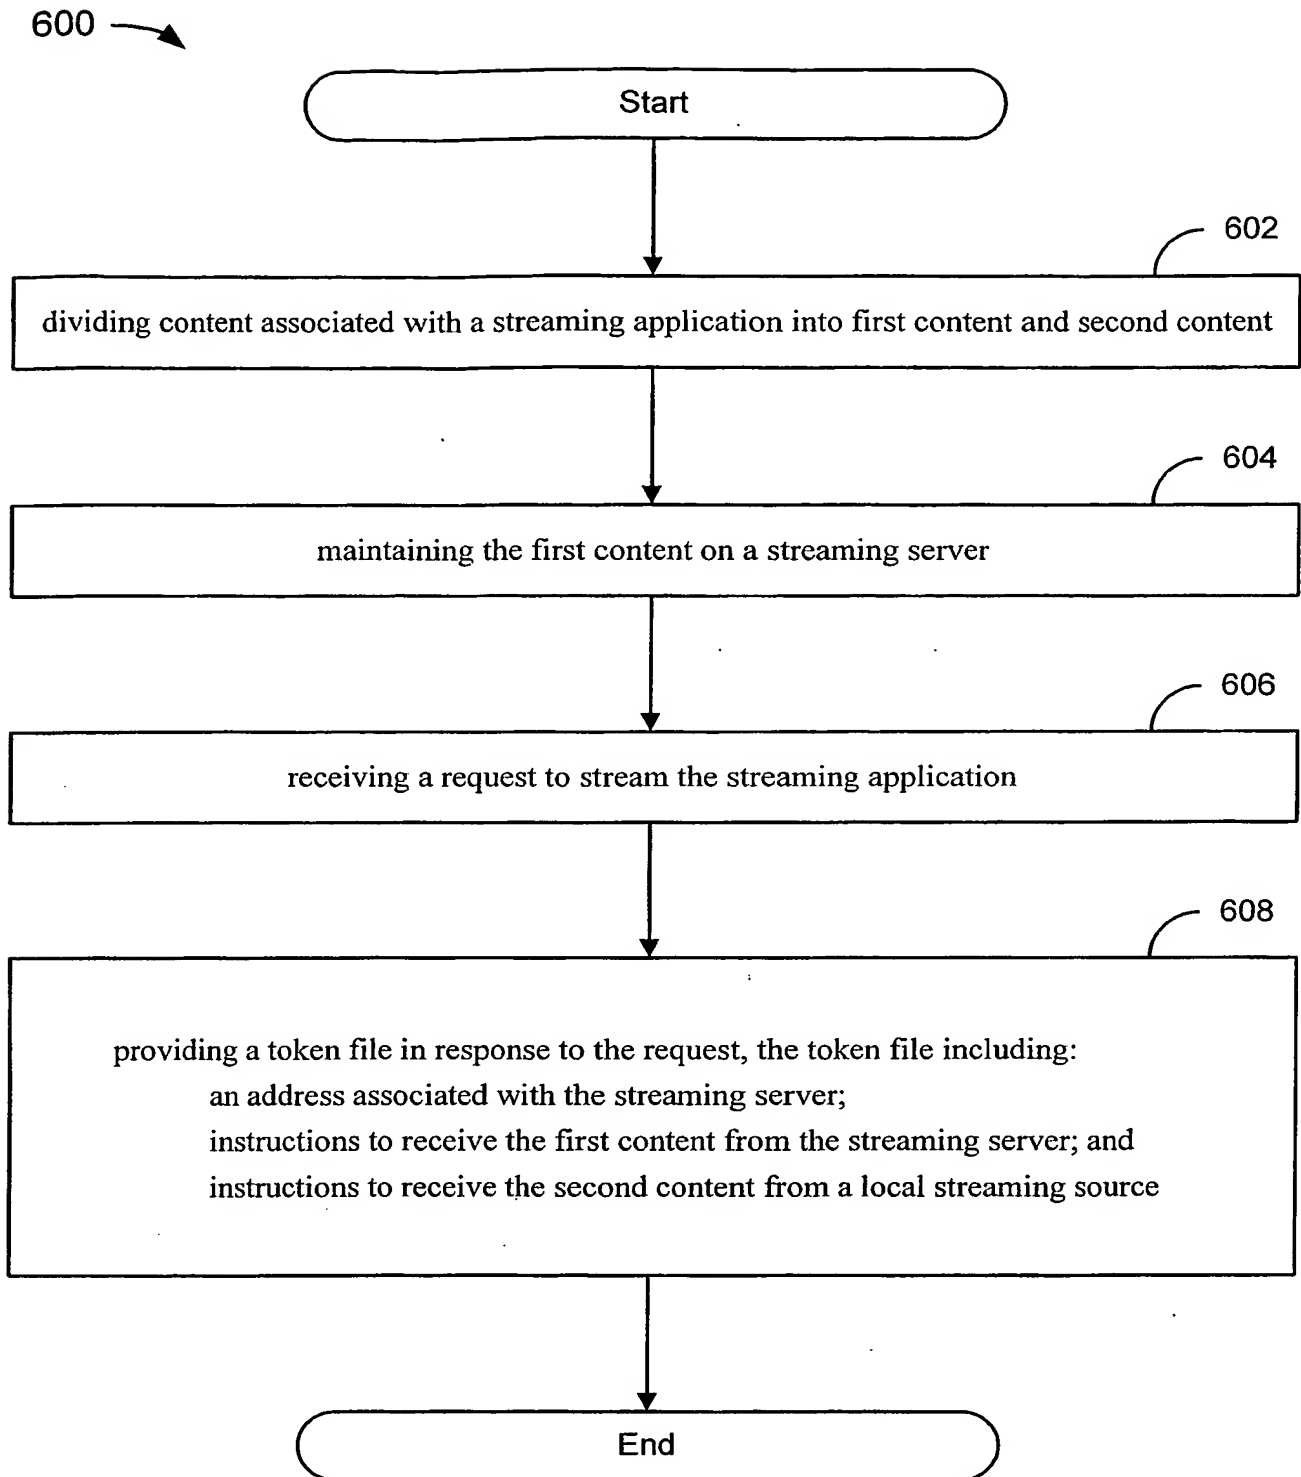 600
Start
602
dividing content associated with a streaming application into first content and second content
604
maintaining the first content on a streaming server
606
receiving a request to stream the streaming application
608
providing a token file in response to the request, the token file including:
an address associated with the streaming server;
instructions to receive the first content from the streaming server; and
instructions to receive the second content from a local streaming source
End